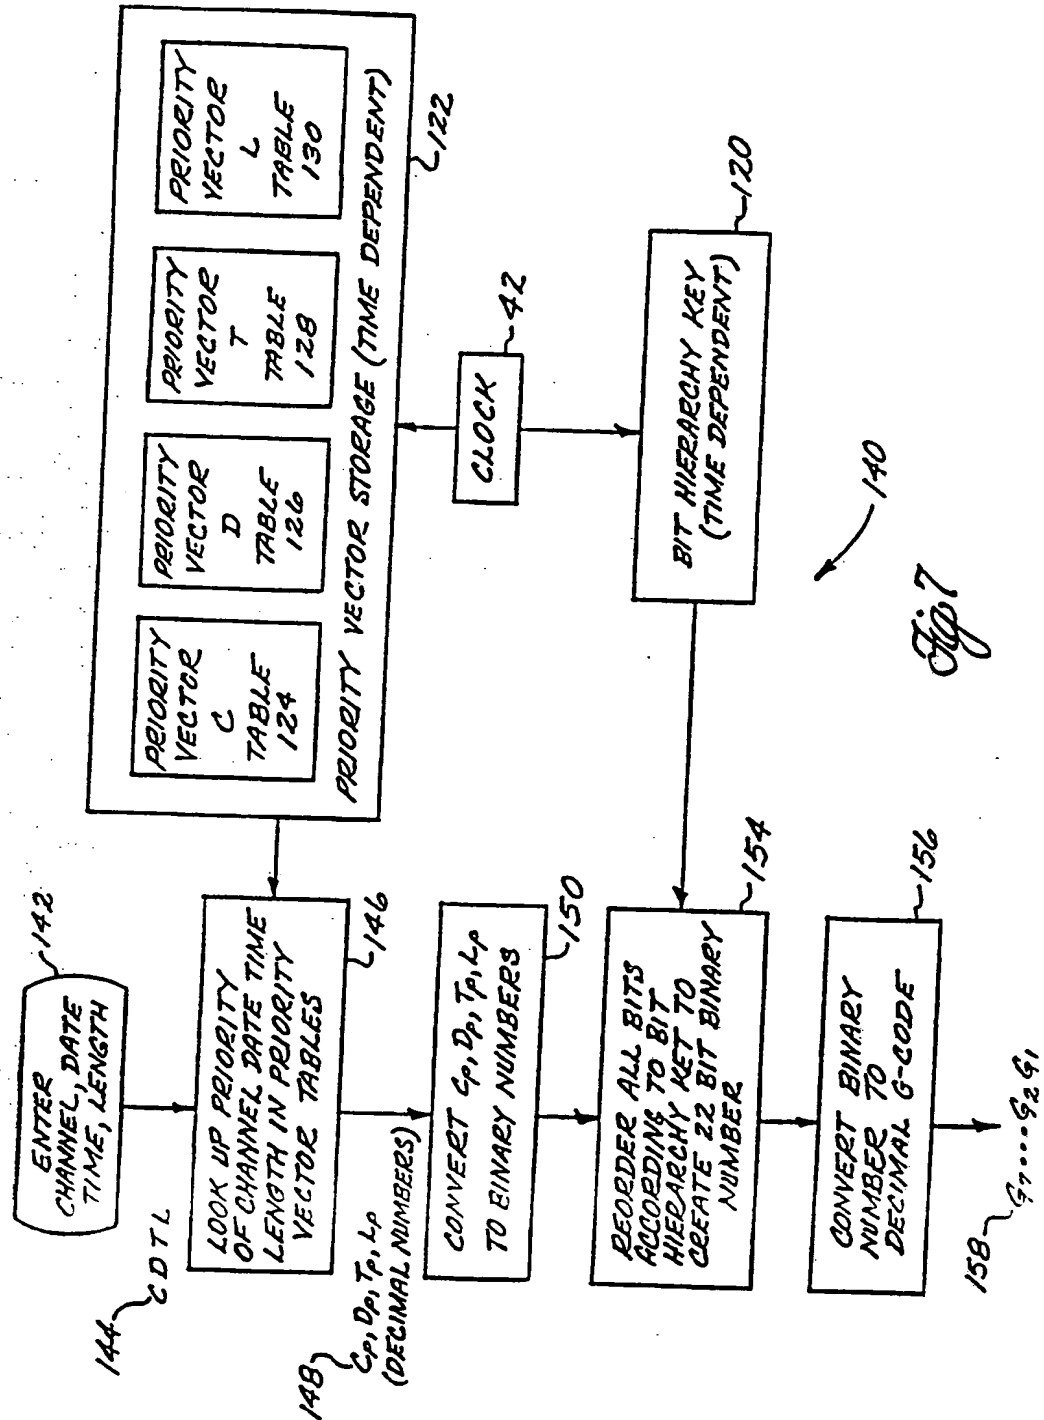 ENTER
CHANNEL, DATE
TIME, LENGTH
142
144
C D T L
LOOK UP PRIORITY
OF CHANNEL DATE TIME
LENGTH IN PRIORITY
VECTOR TABLES
146
148
Cp, Dp, Tp, Lp
(DECIMAL NUMBERS)
CONVERT Cp, Dp, Tp, Lp
TO BINARY NUMBERS
150
REORDER ALL BITS
ACCORDING TO BIT
HIERARCHY KET TO
CREATE 22 BIT BINARY
NUMBER
154
CONVERT BINARY
NUMBER TO
DECIMAL G-CODE
156
158
G7....G2G1
PRIORITY
VECTOR
C
TABLE
124
PRIORITY
VECTOR
D
TABLE
126
PRIORITY
VECTOR
T
TABLE
128
PRIORITY
VECTOR
L
TABLE
130
PRIORITY VECTOR STORAGE (TIME DEPENDENT)
122
CLOCK
42
BIT HIERARCHY KEY
(TIME DEPENDENT)
120
140
Fig 7